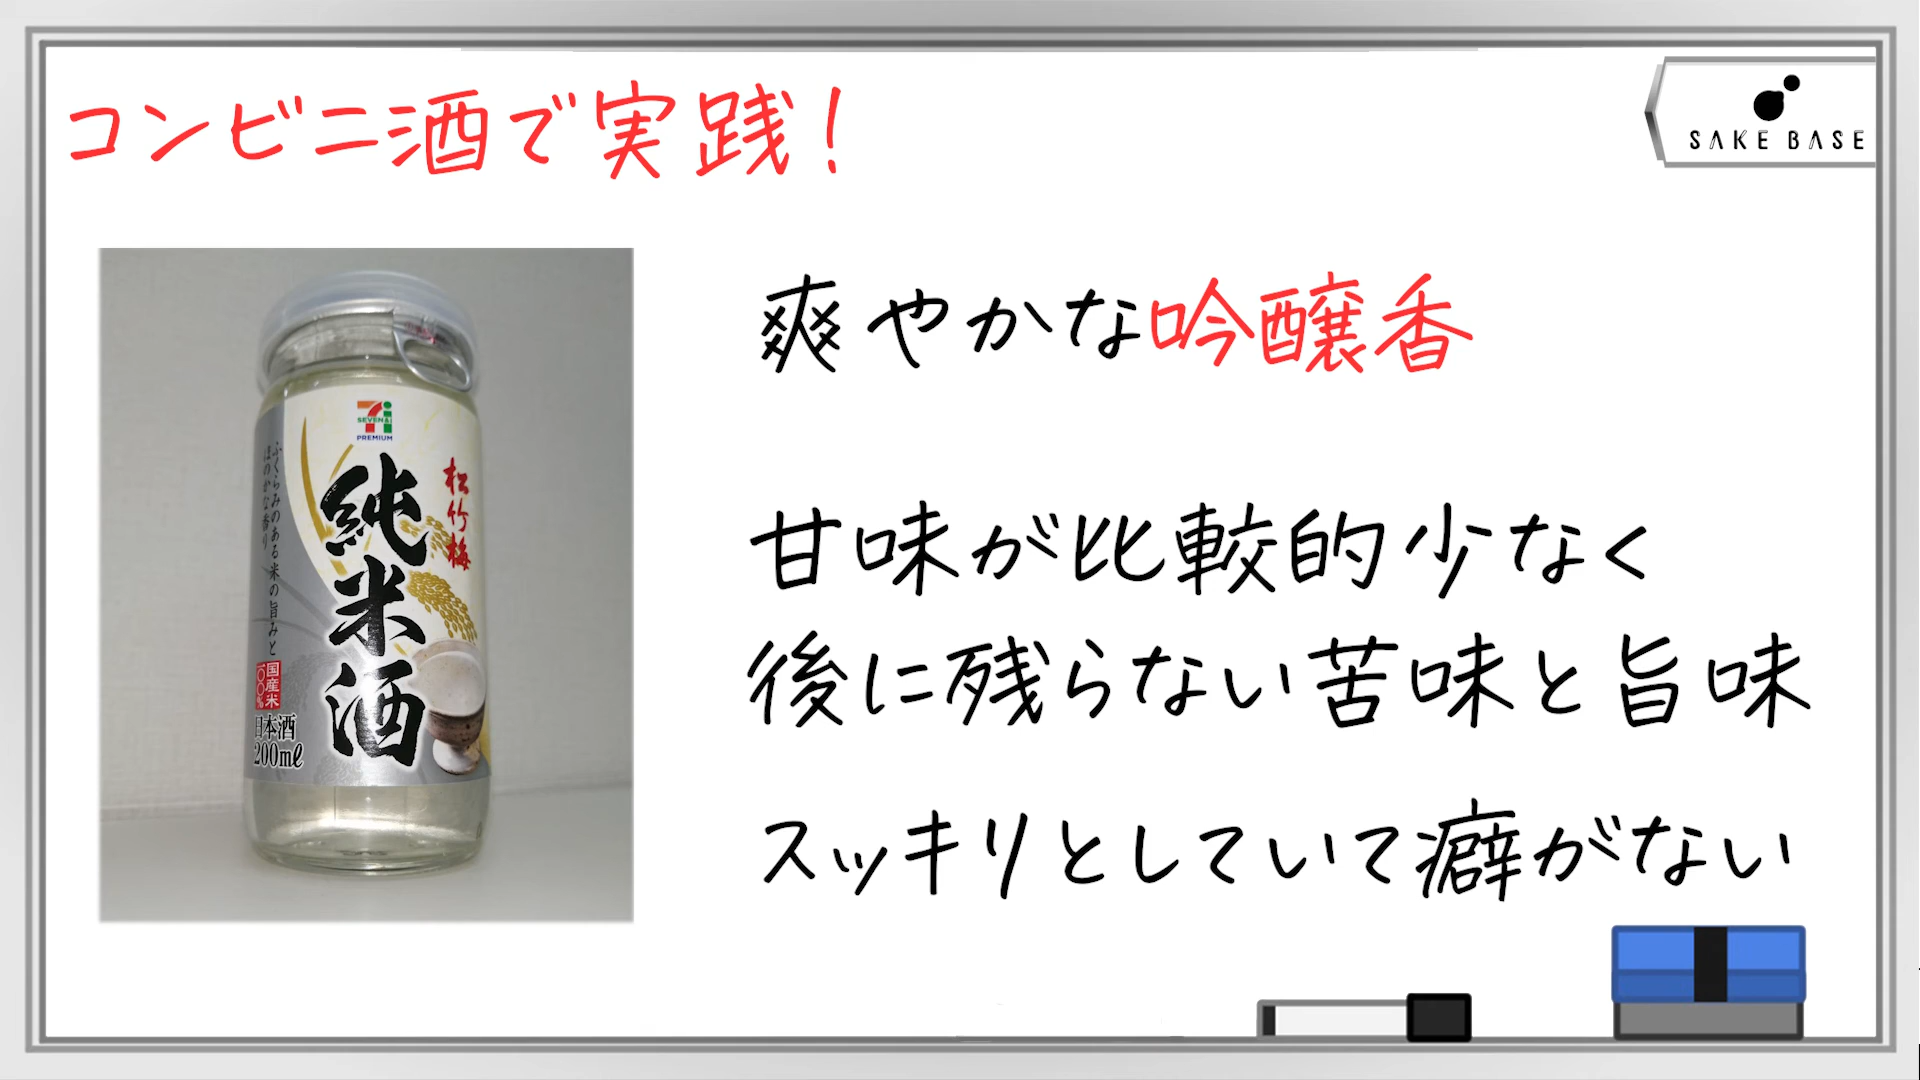 コンビニ酒で実践！
SAKE BASE
爽やかな吟醸香
甘味が比較的少なく
後に残らない苦味と旨味
スッキリとしていて癖がない
7i
SEVEN&i
PREMIUM
松竹梅
純米酒
ふくらみのある米の旨みと
ほのかな香り
国産米
一〇〇%
日本酒
200mℓ